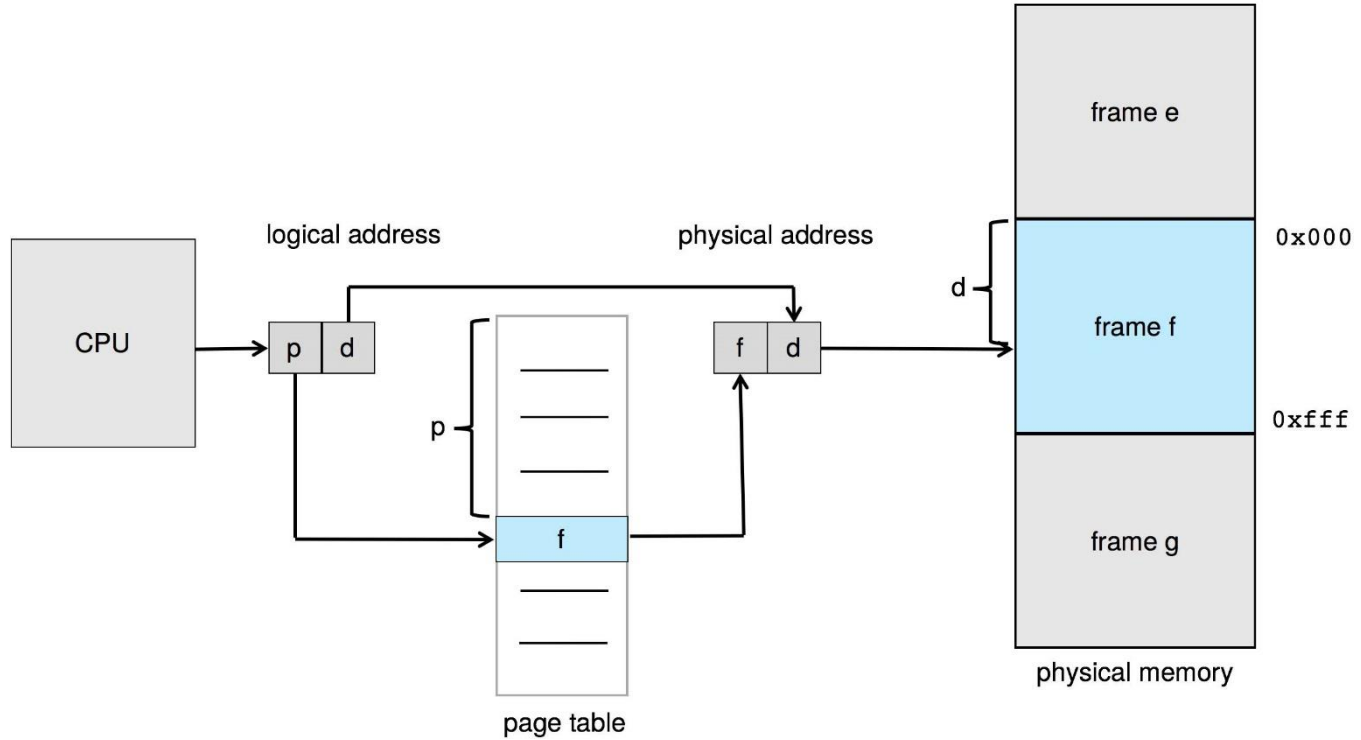 frame e
logical address
physical address
0x000
d
frame f
CPU
p d
f d
0xfff
p
f
frame g
physical memory
page table